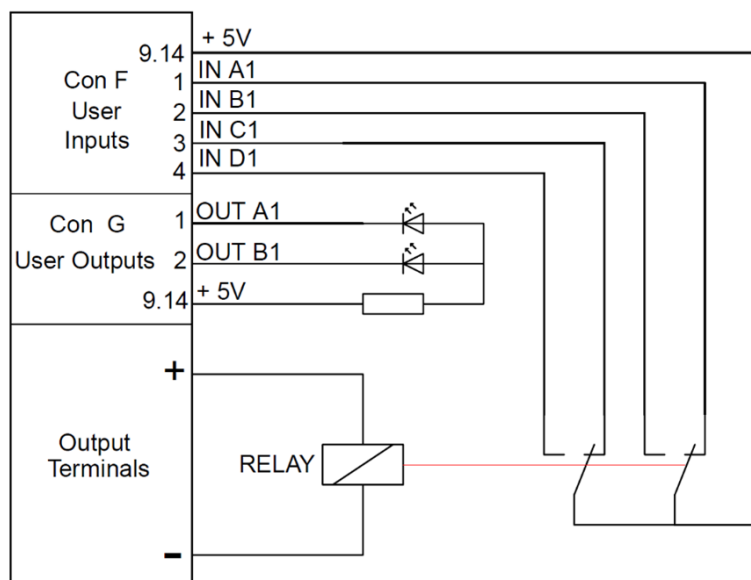 + 5V
9.14
IN A1
Con F
1
User
IN B1
2
Inputs
IN C1
3
IN D1
4
Con G
1
OUT A1
User Outputs
2
OUT B1
9.14
+ 5V
+
Output
Terminals
RELAY
-